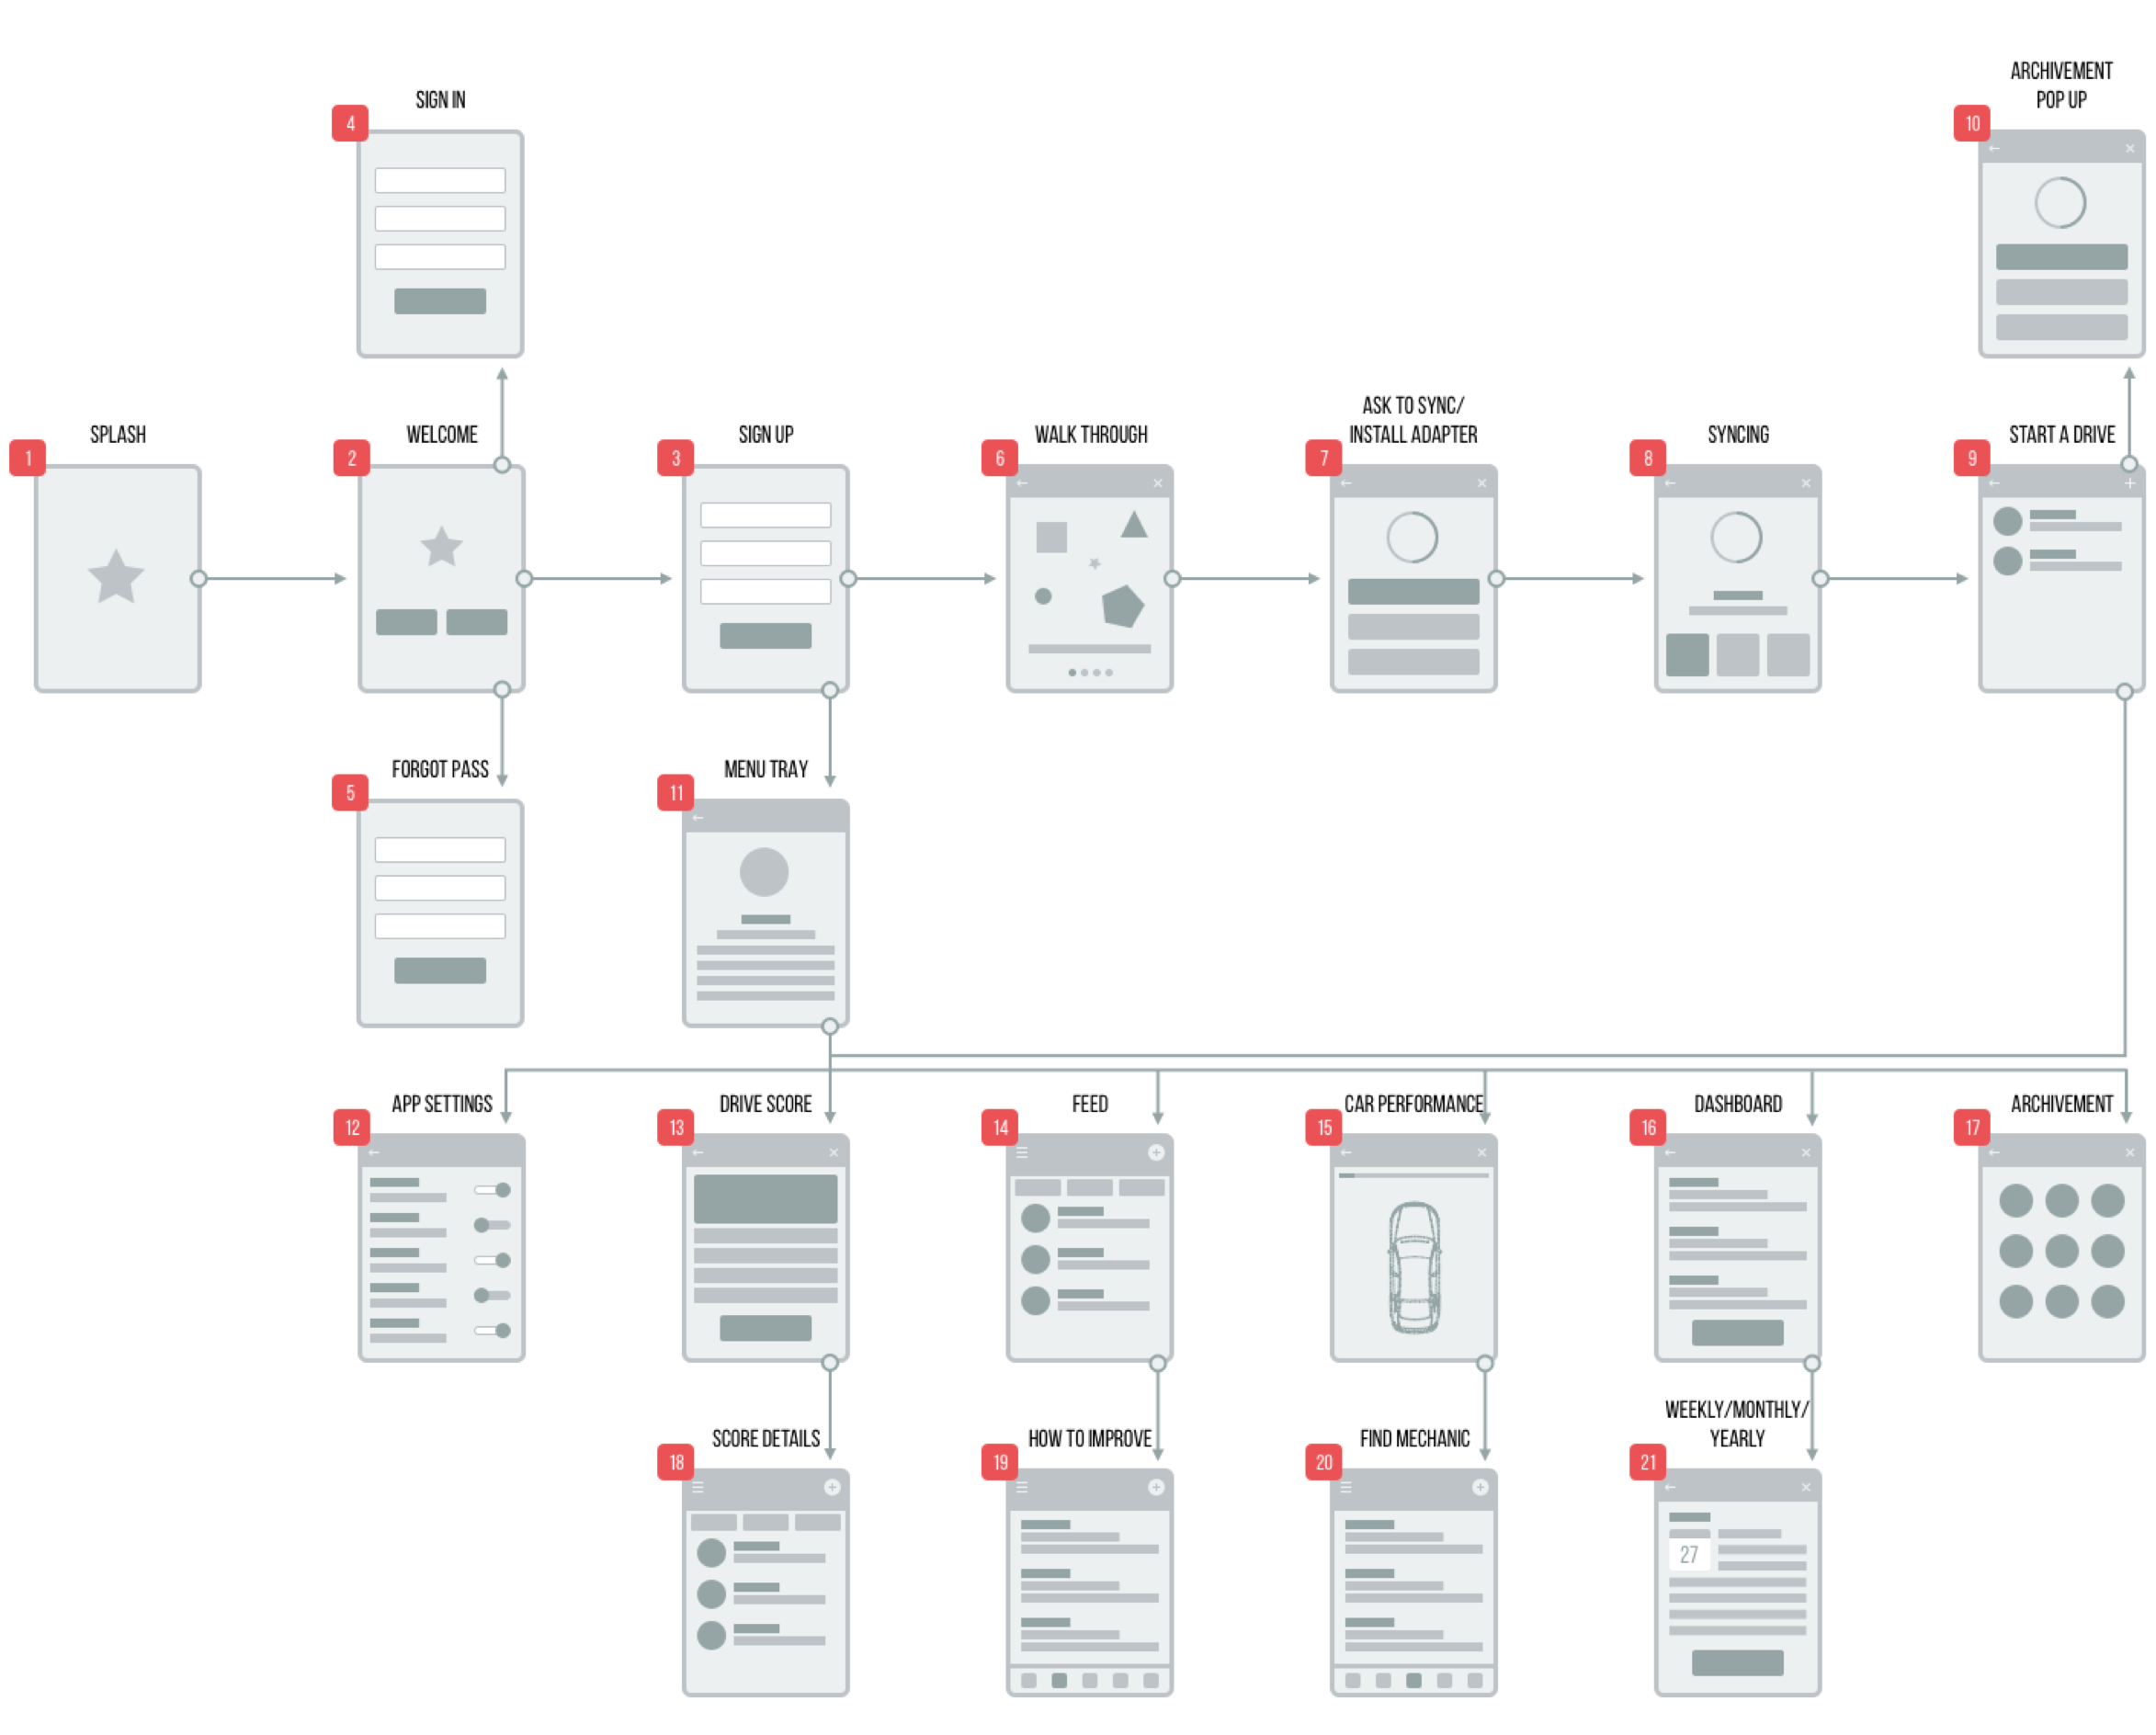 ARCHIVEMENT
POP UP
SIGN IN
4
10
ASK TO SYNC/
INSTALL ADAPTER
SPLASH
WELCOME
SIGN UP
WALK THROUGH
SYNCING
START A DRIVE
1
2
3
6
7
8
9
FORGOT PASS
MENU TRAY
5
11
APP SETTINGS
DRIVE SCORE
FEED
CAR PERFORMANCE
DASHBOARD
ARCHIVEMENT
12
13
14
15
16
17
WEEKLY/MONTHLY/
YEARLY
SCORE DETAILS
HOW TO IMPROVE
FIND MECHANIC
18
19
20
21
27